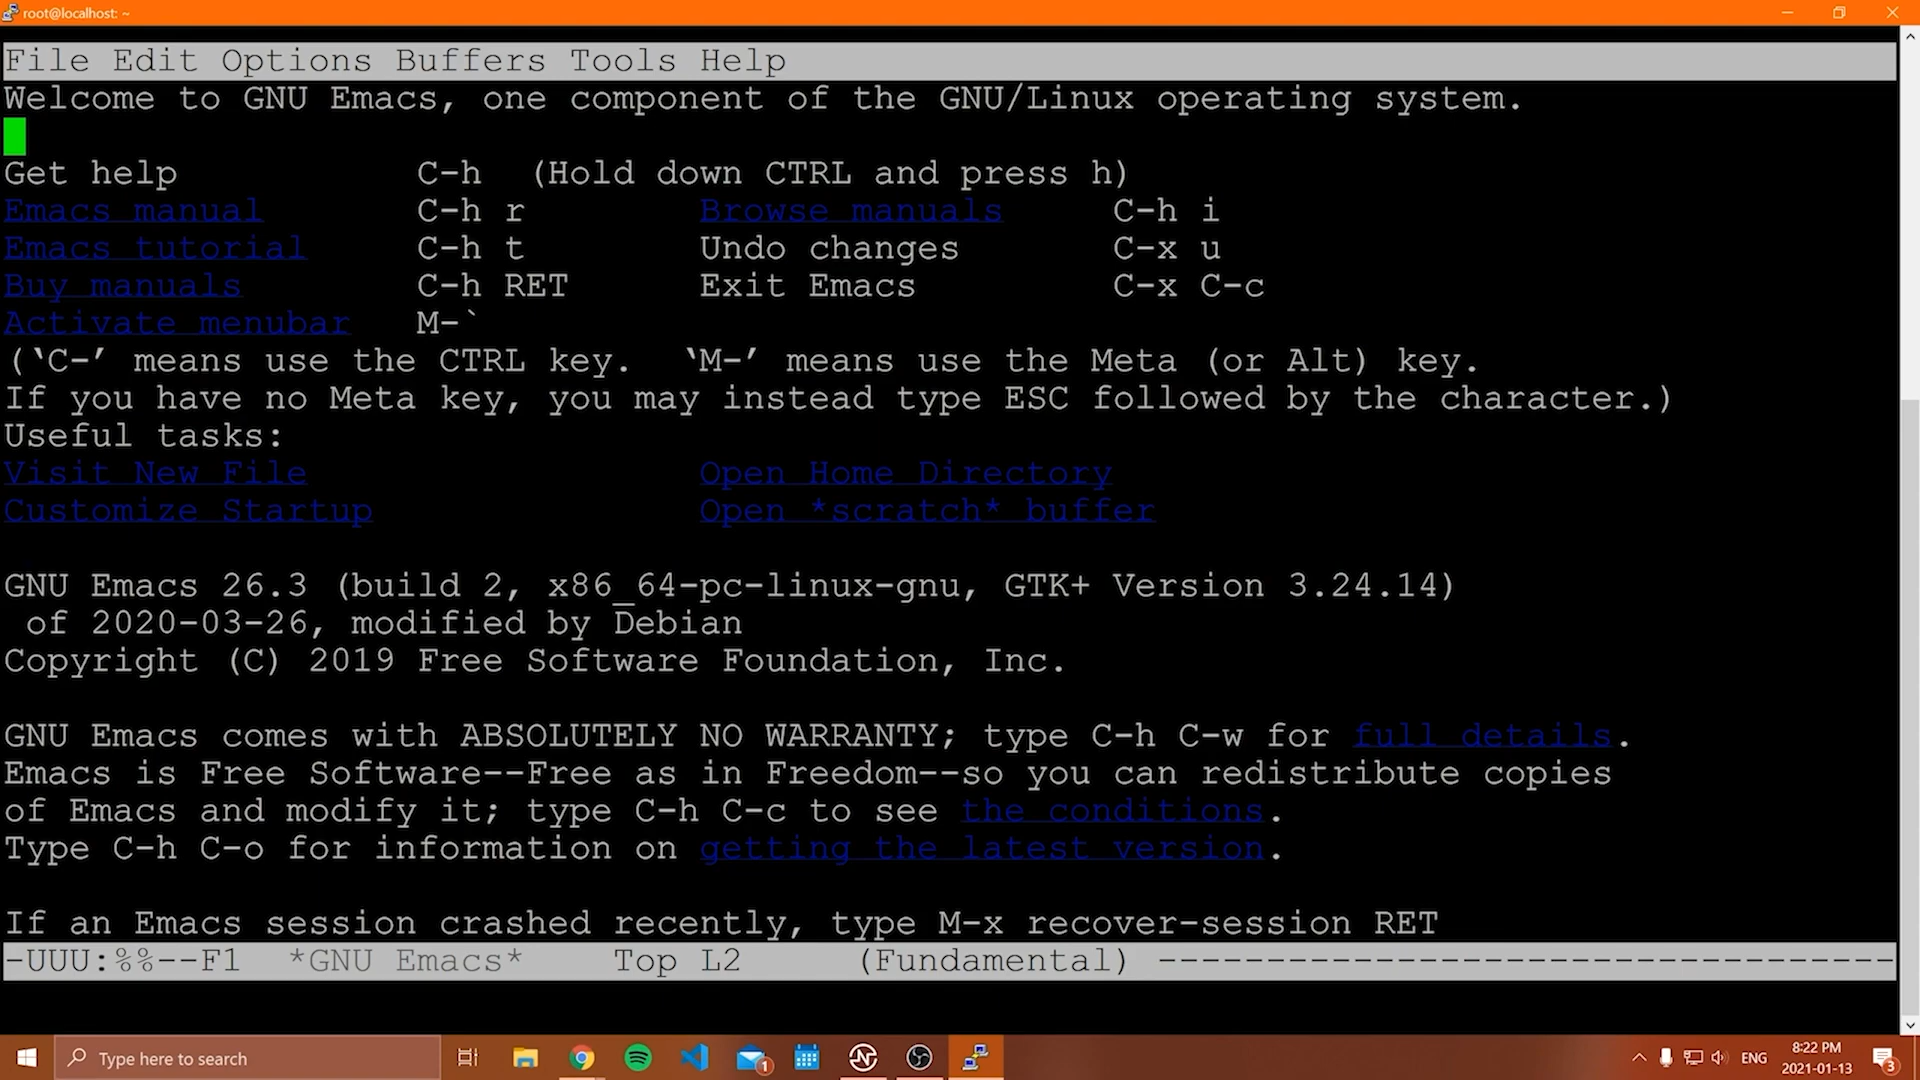 root@localhost: ~
File Edit Options Buffers Tools Help
Welcome to GNU Emacs, one component of the GNU/Linux operating system.
Get help C-h (Hold down CTRL and press h)
Emacs manual C-h r Browse manuals C-h i
Emacs tutorial C-h t Undo changes C-x u
Buy manuals C-h RET Exit Emacs C-x C-c
Activate menubar M-`
(‘C-’ means use the CTRL key. ‘M-’ means use the Meta (or Alt) key.
If you have no Meta key, you may instead type ESC followed by the character.)
Useful tasks:
Visit New File Open Home Directory
Customize Startup Open *scratch* buffer
GNU Emacs 26.3 (build 2, x86_64-pc-linux-gnu, GTK+ Version 3.24.14)
of 2020-03-26, modified by Debian
Copyright (C) 2019 Free Software Foundation, Inc.
GNU Emacs comes with ABSOLUTELY NO WARRANTY; type C-h C-w for full details.
Emacs is Free Software--Free as in Freedom--so you can redistribute copies
of Emacs and modify it; type C-h C-c to see the conditions.
Type C-h C-o for information on getting the latest version.
If an Emacs session crashed recently, type M-x recover-session RET
-UUU:%%--F1 *GNU Emacs* Top L2 (Fundamental) ----------------------------------
Type here to search
1
ENG
8:22 PM
2021-01-13
3